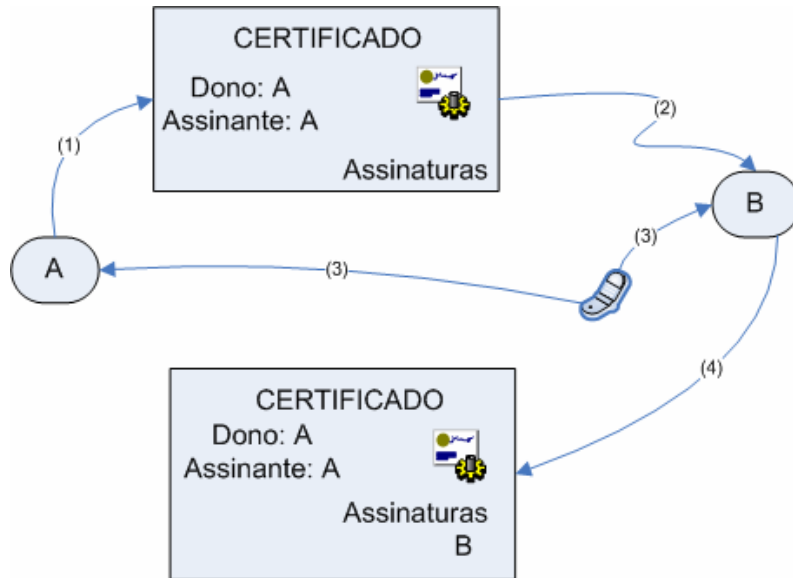 CERTIFICADO
Dono: A
Assinante: A
Assinaturas
(1)
(2)
B
A
(3)
(3)
(4)
CERTIFICADO
Dono: A
Assinante: A
Assinaturas
B